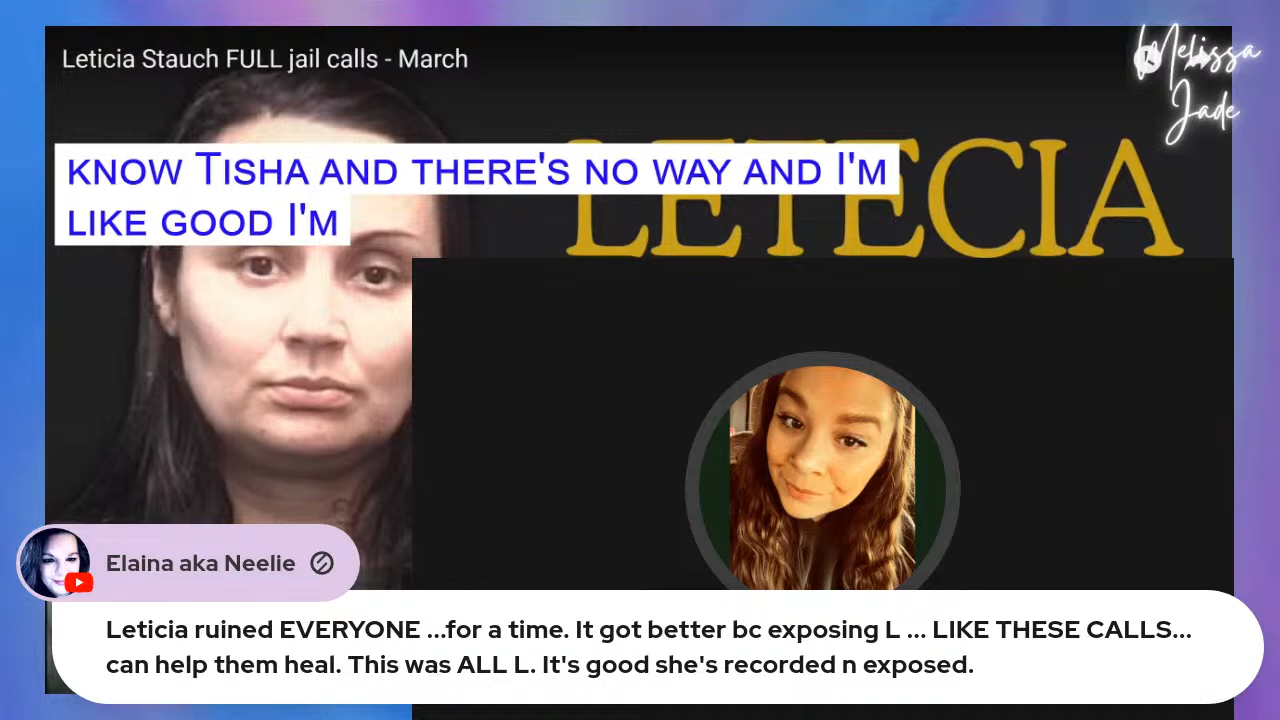 Leticia Stauch FULL jail calls - March
Melissa
Jade
LETECIA
KNOW TISHA AND THERE'S NO WAY AND I'M
LIKE GOOD I'M
Elaina aka Neelie
Leticia ruined EVERYONE ...for a time. It got better bc exposing L ... LIKE THESE CALLS...
can help them heal. This was ALL L. It's good she's recorded n exposed.